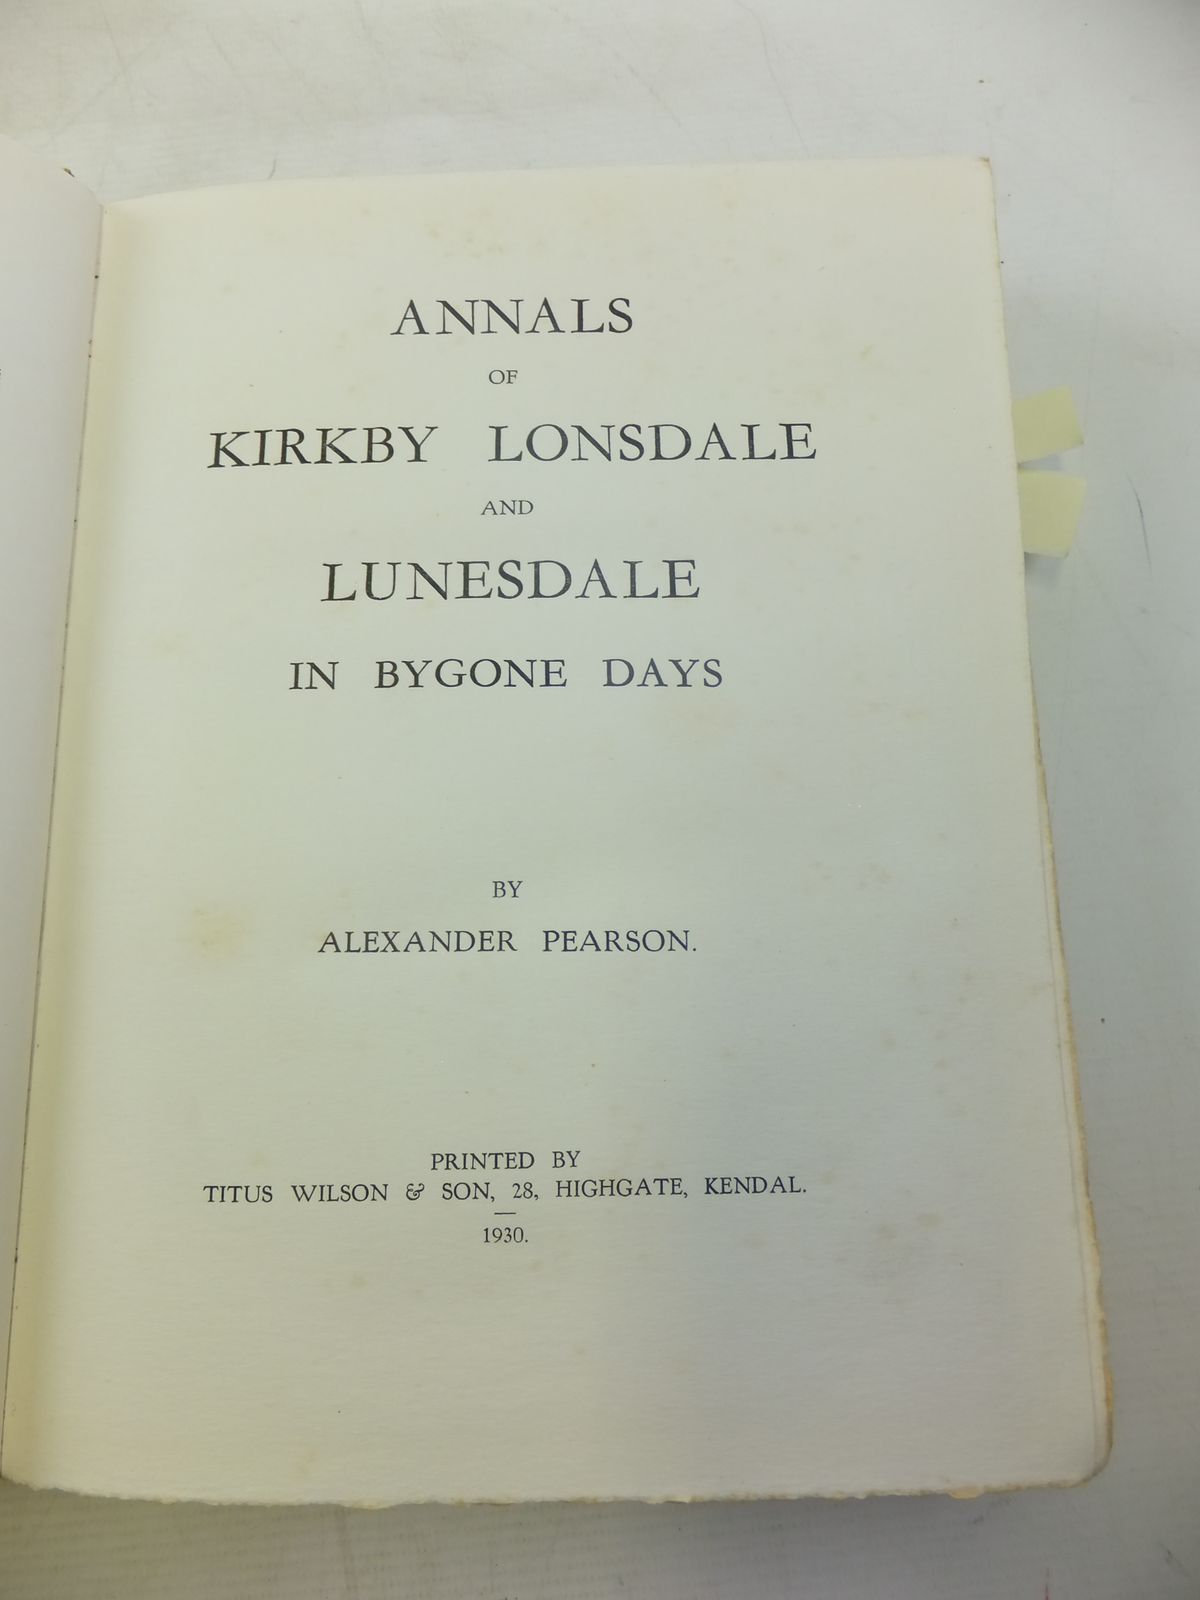 ANNALS
OF
KIRKBY LONSDALE
AND
LUNESDALE
IN BYGONE DAYS
BY
ALEXANDER PEARSON.
PRINTED BY
TITUS WILSON & SON, 28, HIGHGATE, KENDAL.
1930.